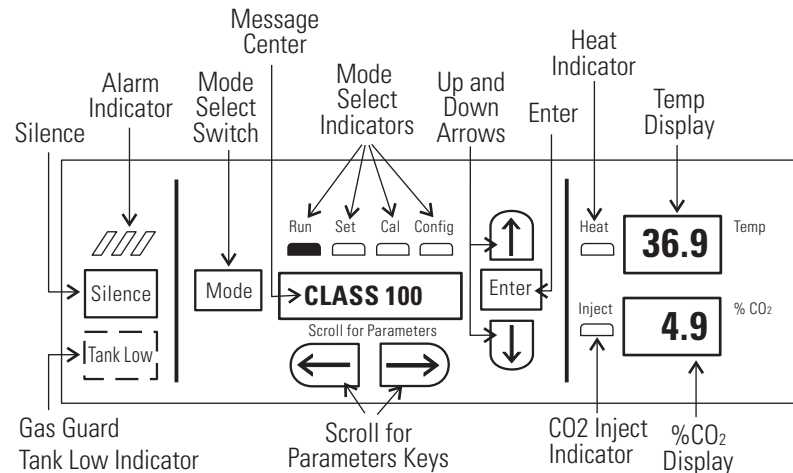 Message
Center
Alarm
Indicator
Silence
Mode
Select
Switch
Mode
Select
Indicators
Up and
Down
Arrows
Enter
Heat
Indicator
Temp
Display
Run Set Cal Config
Heat
36.9
Temp
Silence
Mode
CLASS 100
Enter
Inject
4.9
% CO₂
Scroll for Parameters
Tank Low
Gas Guard
Tank Low Indicator
Scroll for
Parameters Keys
CO2 Inject
Indicator
%CO₂
Display